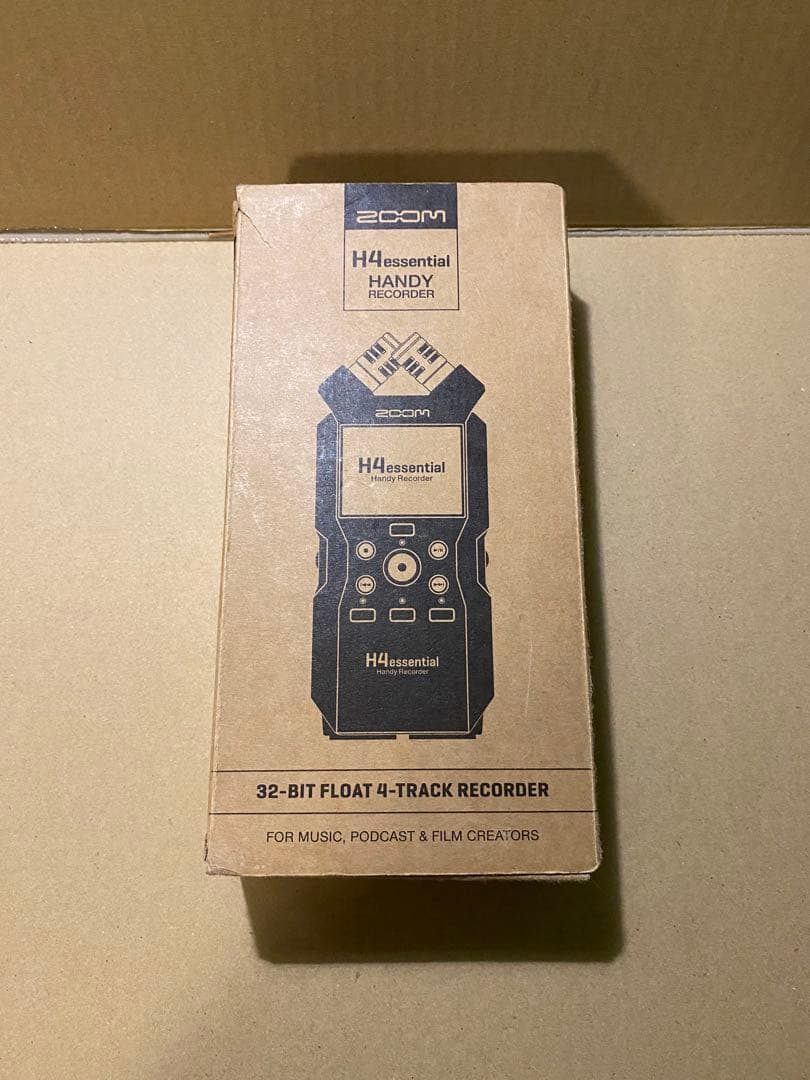 ZOOM
H4essential
HANDY
RECORDER
ZOOM
H4essential
Handy Recorder
H4essential
Handy Recorder
32-BIT FLOAT 4-TRACK RECORDER
FOR MUSIC, PODCAST & FILM CREATORS